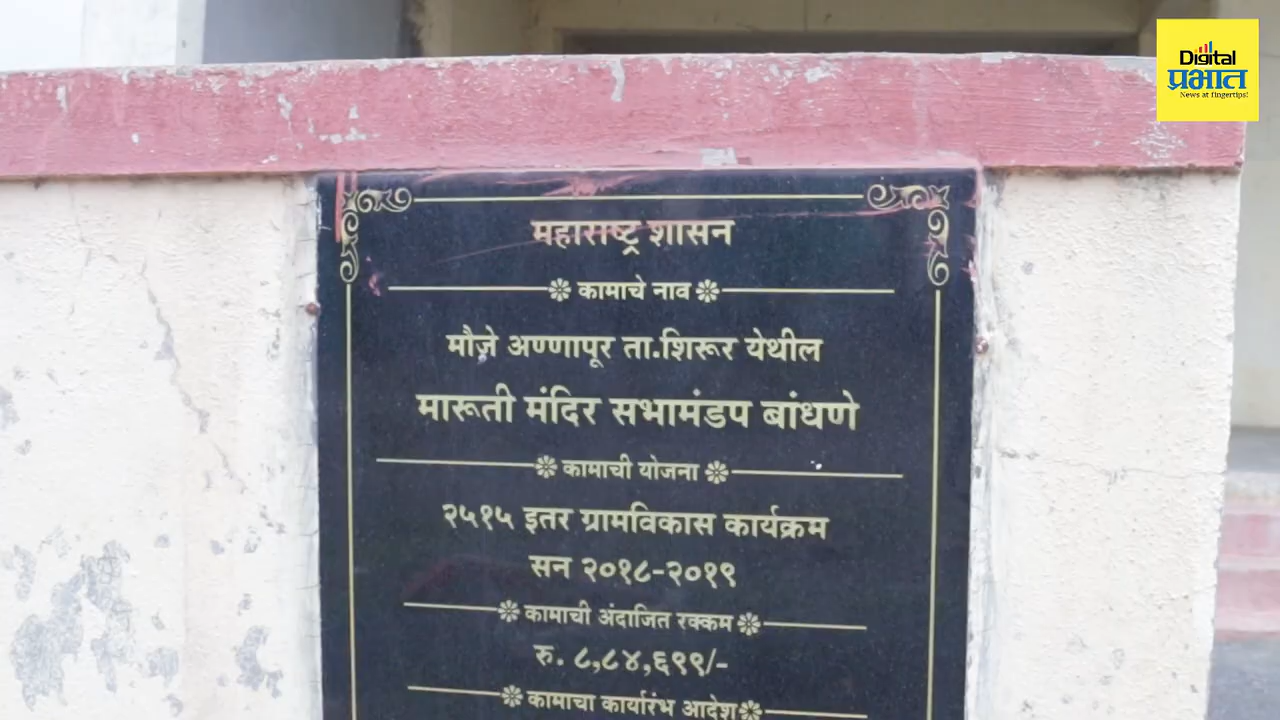 Digital
प्रभात
News at fingertips!
महाराष्ट्र शासन
कामाचे नाव
मौजे अण्णापूर ता.शिरूर येथील
मारूती मंदिर सभामंडप बांधणे
कामाची योजना
२५१५ इतर ग्रामविकास कार्यक्रम
सन २०१८-२०१९
कामाची अंदाजित रक्कम
रु. ८,८४,६९९/-
कामाचा कार्यारंभ आदेश